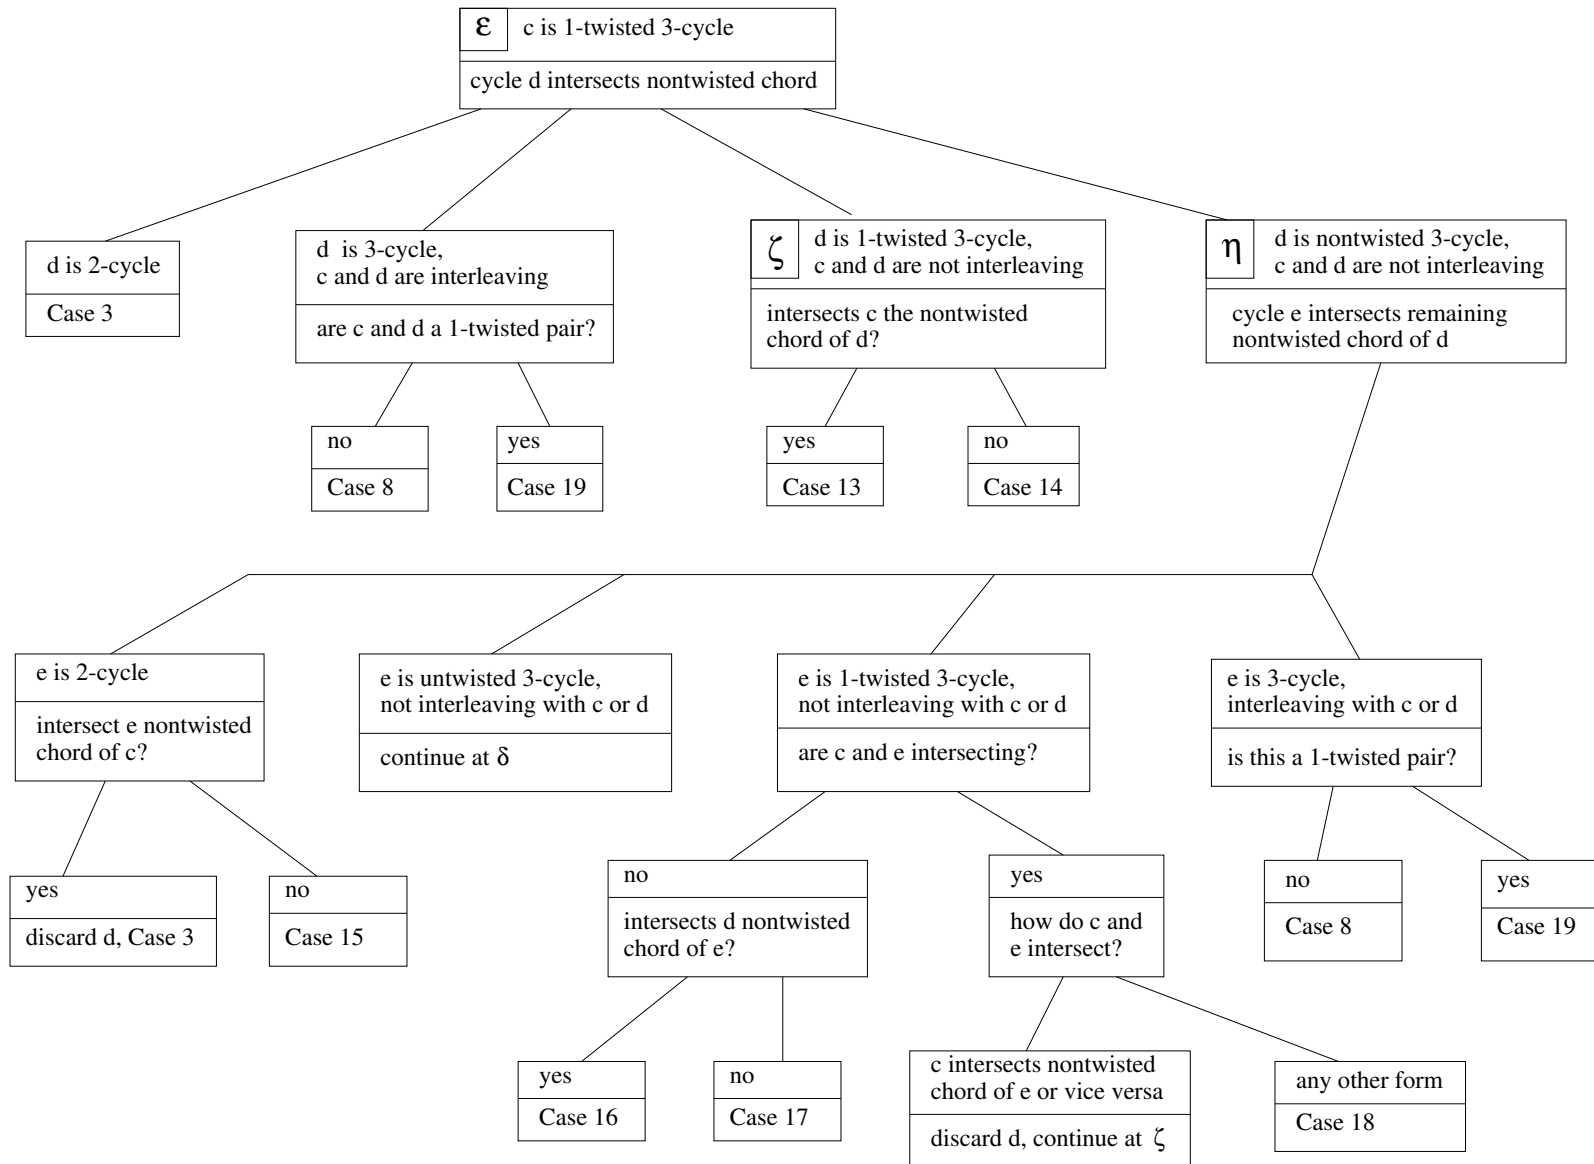 ε c is 1-twisted 3-cycle
cycle d intersects nontwisted chord
d is 2-cycle
Case 3
d is 3-cycle,
c and d are interleaving
are c and d a 1-twisted pair?
ζ d is 1-twisted 3-cycle,
c and d are not interleaving
intersects c the nontwisted
chord of d?
η d is nontwisted 3-cycle,
c and d are not interleaving
cycle e intersects remaining
nontwisted chord of d
no
Case 8
yes
Case 19
yes
Case 13
no
Case 14
e is 2-cycle
intersect e nontwisted
chord of c?
e is untwisted 3-cycle,
not interleaving with c or d
continue at δ
e is 1-twisted 3-cycle,
not interleaving with c or d
are c and e intersecting?
e is 3-cycle,
interleaving with c or d
is this a 1-twisted pair?
yes
discard d, Case 3
no
Case 15
no
intersects d nontwisted
chord of e?
yes
how do c and
e intersect?
no
Case 8
yes
Case 19
yes
Case 16
no
Case 17
c intersects nontwisted
chord of e or vice versa
discard d, continue at ζ
any other form
Case 18